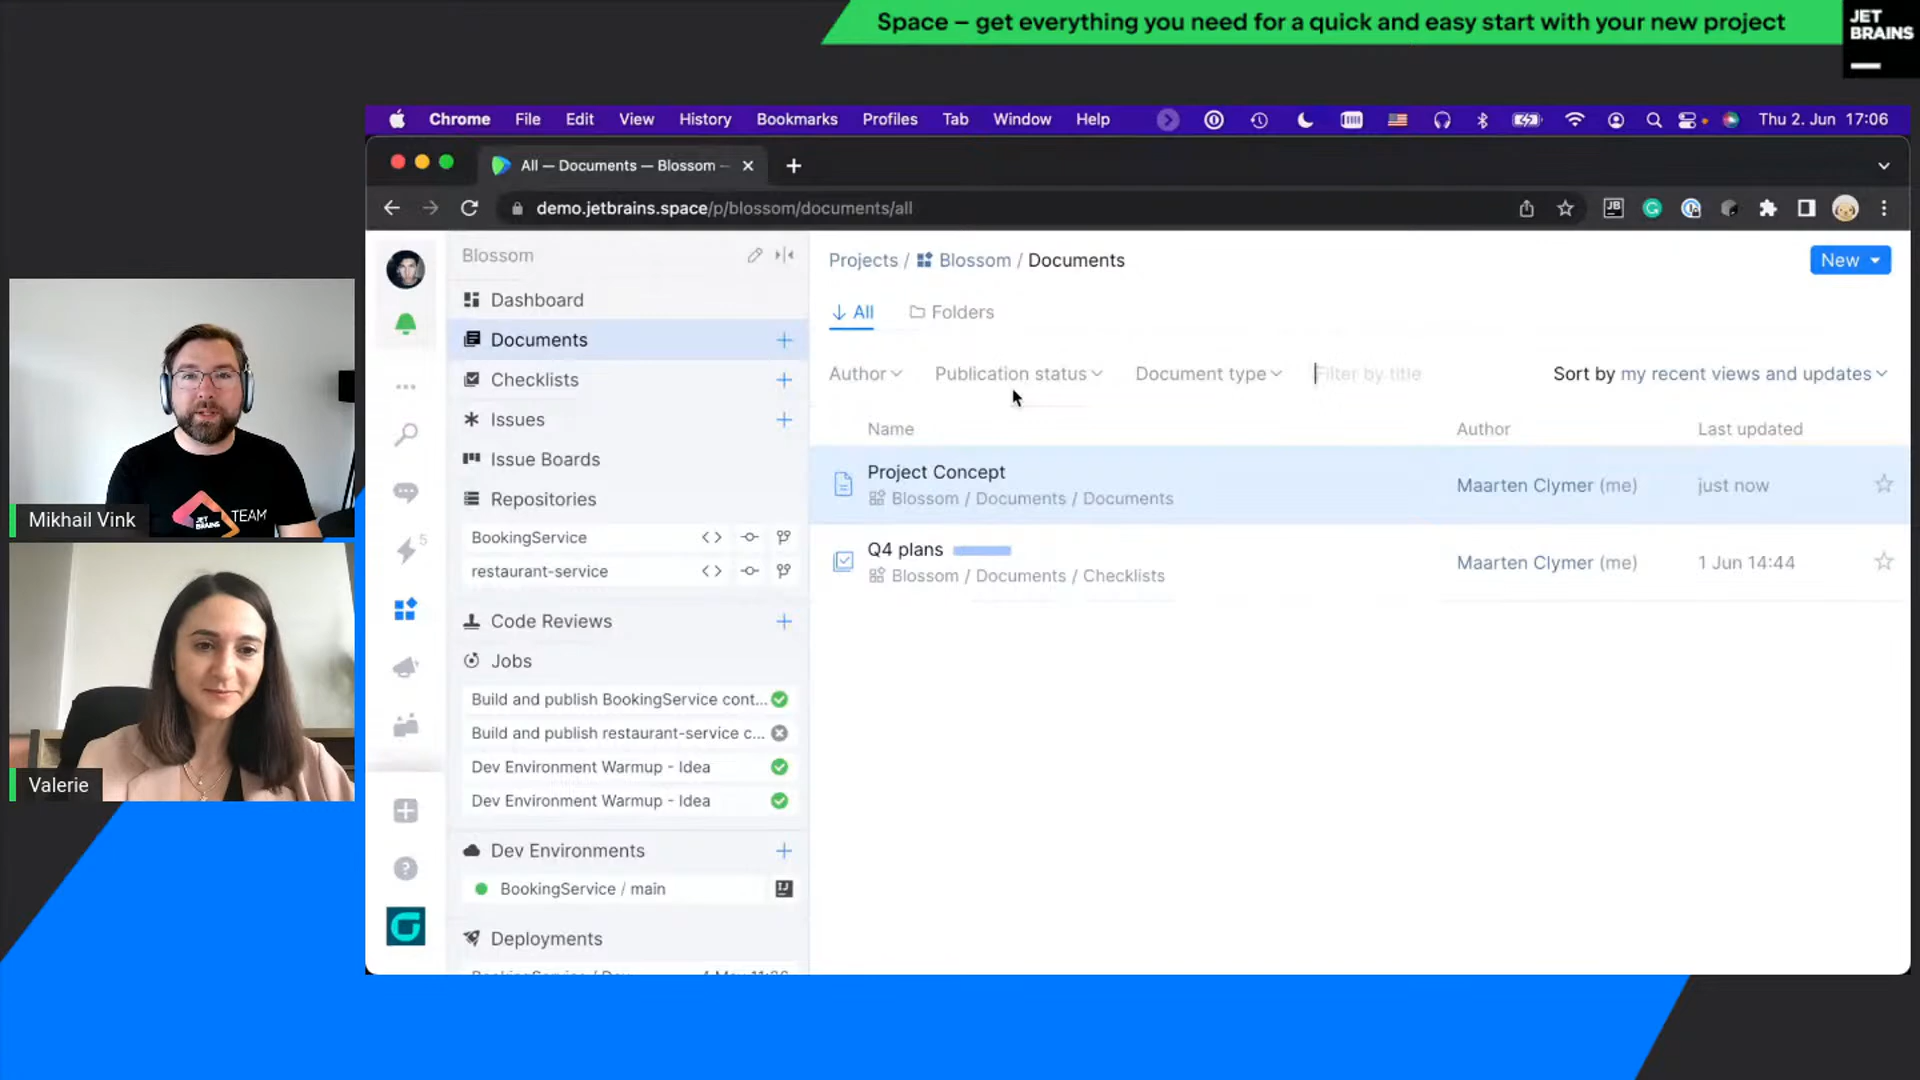 Space – get everything you need for a quick and easy start with your new project
JET
BRAINS
Chrome File Edit View History Bookmarks Profiles Tab Window Help Thu 2. Jun 17:06
All — Documents — Blossom –
demo.jetbrains.space/p/blossom/documents/all
Blossom
Dashboard
Documents
Checklists
Issues
Issue Boards
Repositories
BookingService
restaurant-service
Code Reviews
Jobs
Build and publish BookingService cont...
Build and publish restaurant-service c...
Dev Environment Warmup - Idea
Dev Environment Warmup - Idea
Dev Environments
BookingService / main
Deployments
5
Projects / Blossom / Documents
New
All Folders
Author Publication status Document type Filter by title Sort by my recent views and updates
Name Author Last updated
Project Concept
Blossom / Documents / Documents
Maarten Clymer (me) just now
Q4 plans
Blossom / Documents / Checklists
Maarten Clymer (me) 1 Jun 14:44
JET
BRAINS
TEAM
Mikhail Vink
Valerie